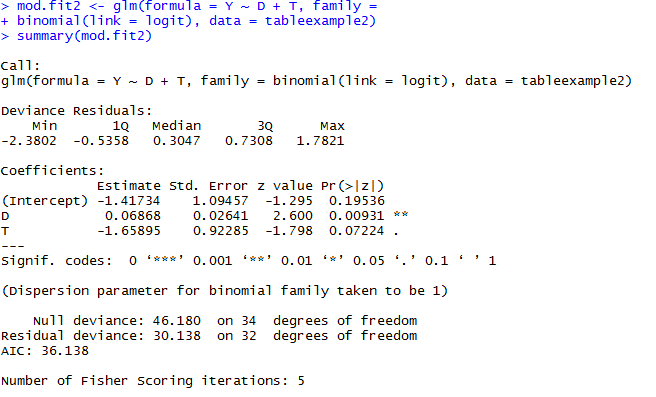 > mod.fit2 <- glm(formula = Y ~ D + T, family =
+ binomial(link = logit), data = tableexample2)
> summary(mod.fit2)
Call:
glm(formula = Y ~ D + T, family = binomial(link = logit), data = tableexample2)
Deviance Residuals:
Min 1Q Median 3Q Max
-2.3802 -0.5358 0.3047 0.7308 1.7821
Coefficients:
Estimate Std. Error z value Pr(>|z|)
(Intercept) -1.41734 1.09457 -1.295 0.19536
D 0.06868 0.02641 2.600 0.00931 **
T -1.65895 0.92285 -1.798 0.07224 .
---
Signif. codes: 0 ‘***’ 0.001 ‘**’ 0.01 ‘*’ 0.05 ‘.’ 0.1 ‘ ’ 1
(Dispersion parameter for binomial family taken to be 1)
Null deviance: 46.180 on 34 degrees of freedom
Residual deviance: 30.138 on 32 degrees of freedom
AIC: 36.138
Number of Fisher Scoring iterations: 5